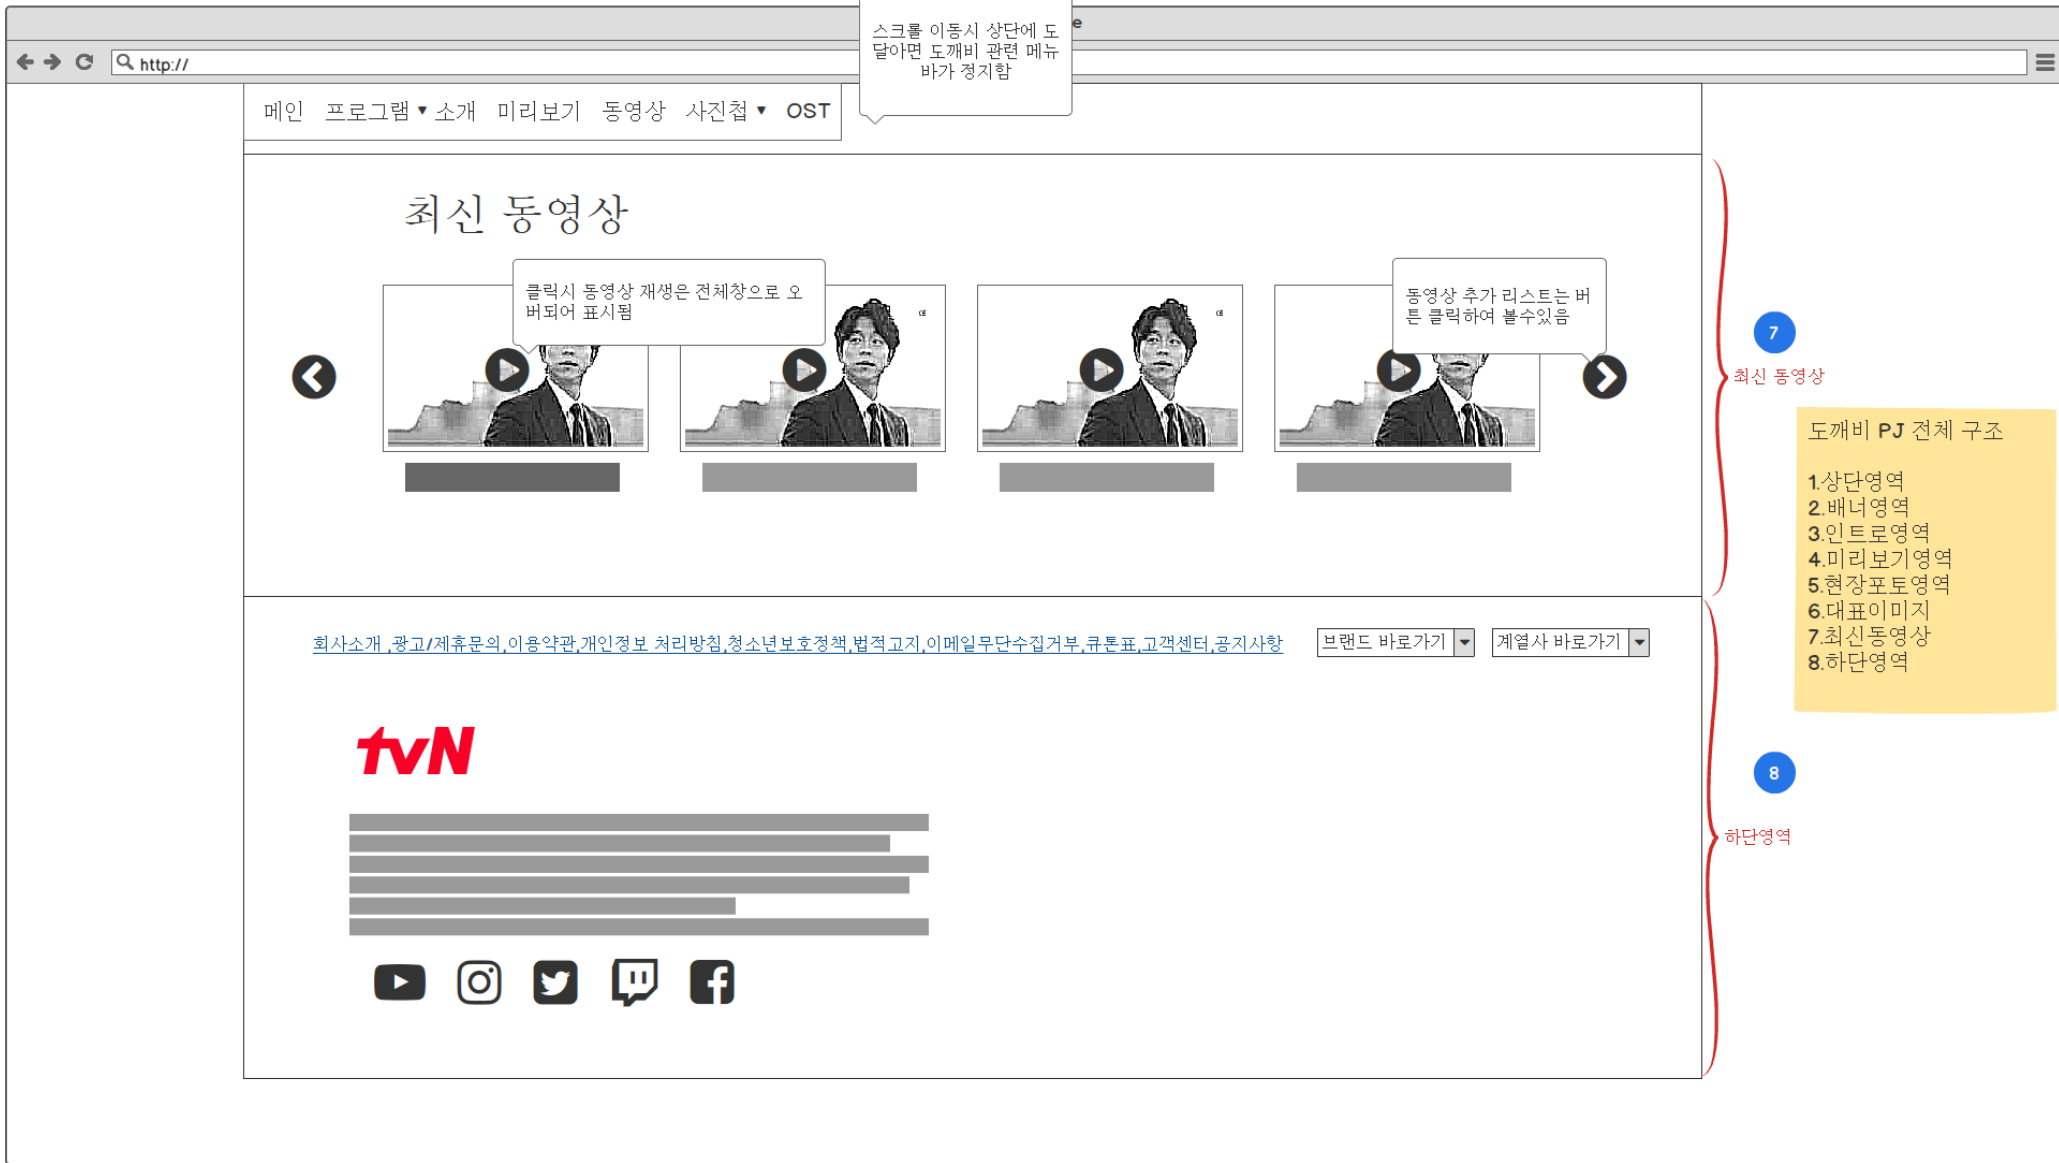 스크롤 이동시 상단에 도
달아면 도깨비 관련 메뉴
바가 정지함
e
http://
메인 프로그램 ▾ 소개 미리보기 동영상 사진첩 ▾ OST
최신 동영상
클릭시 동영상 재생은 전체창으로 오
버되어 표시됨
동영상 추가 리스트는 버
튼 클릭하여 볼수있음
7
최신 동영상
도깨비 PJ 전체 구조
1.상단영역
2.배너영역
3.인트로영역
4.미리보기영역
5.현장포토영역
6.대표이미지
7.최신동영상
8.하단영역
회사소개 ,광고/제휴문의,이용약관,개인정보 처리방침,청소년보호정책,법적고지,이메일무단수집거부,큐톤표,고객센터,공지사항
브랜드 바로가기
계열사 바로가기
tvN
8
하단영역